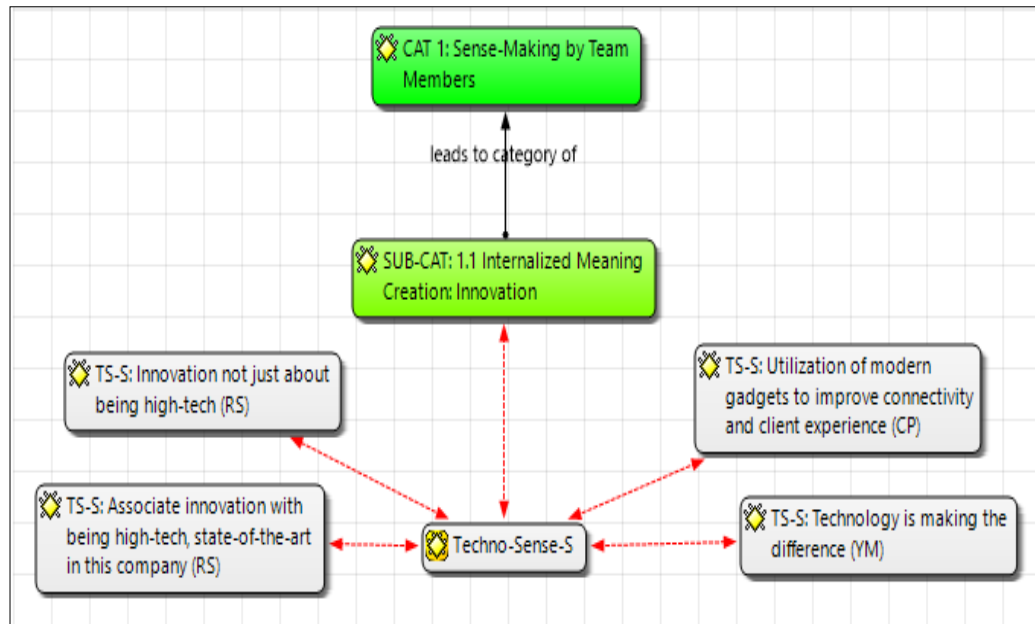 CAT 1: Sense-Making by Team
Members
leads to category of
SUB-CAT: 1.1 Internalized Meaning
Creation: Innovation
TS-S: Innovation not just about
being high-tech (RS)
TS-S: Utilization of modern
gadgets to improve connectivity
and client experience (CP)
TS-S: Associate innovation with
being high-tech, state-of-the-art
in this company (RS)
Techno-Sense-S
TS-S: Technology is making the
difference (YM)